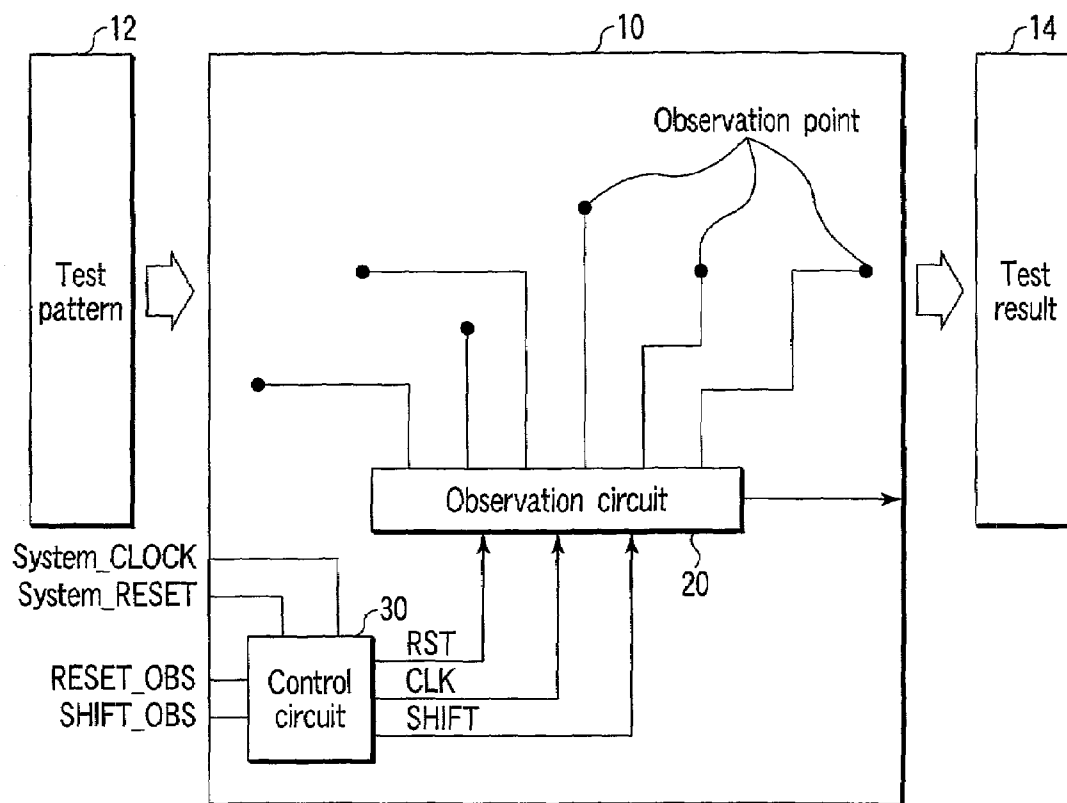 12
10
14
Observation point
Test
pattern
Test
result
Observation circuit
20
System_CLOCK
System_RESET
30
RESET_OBS
SHIFT_OBS
Control
circuit
RST
CLK
SHIFT